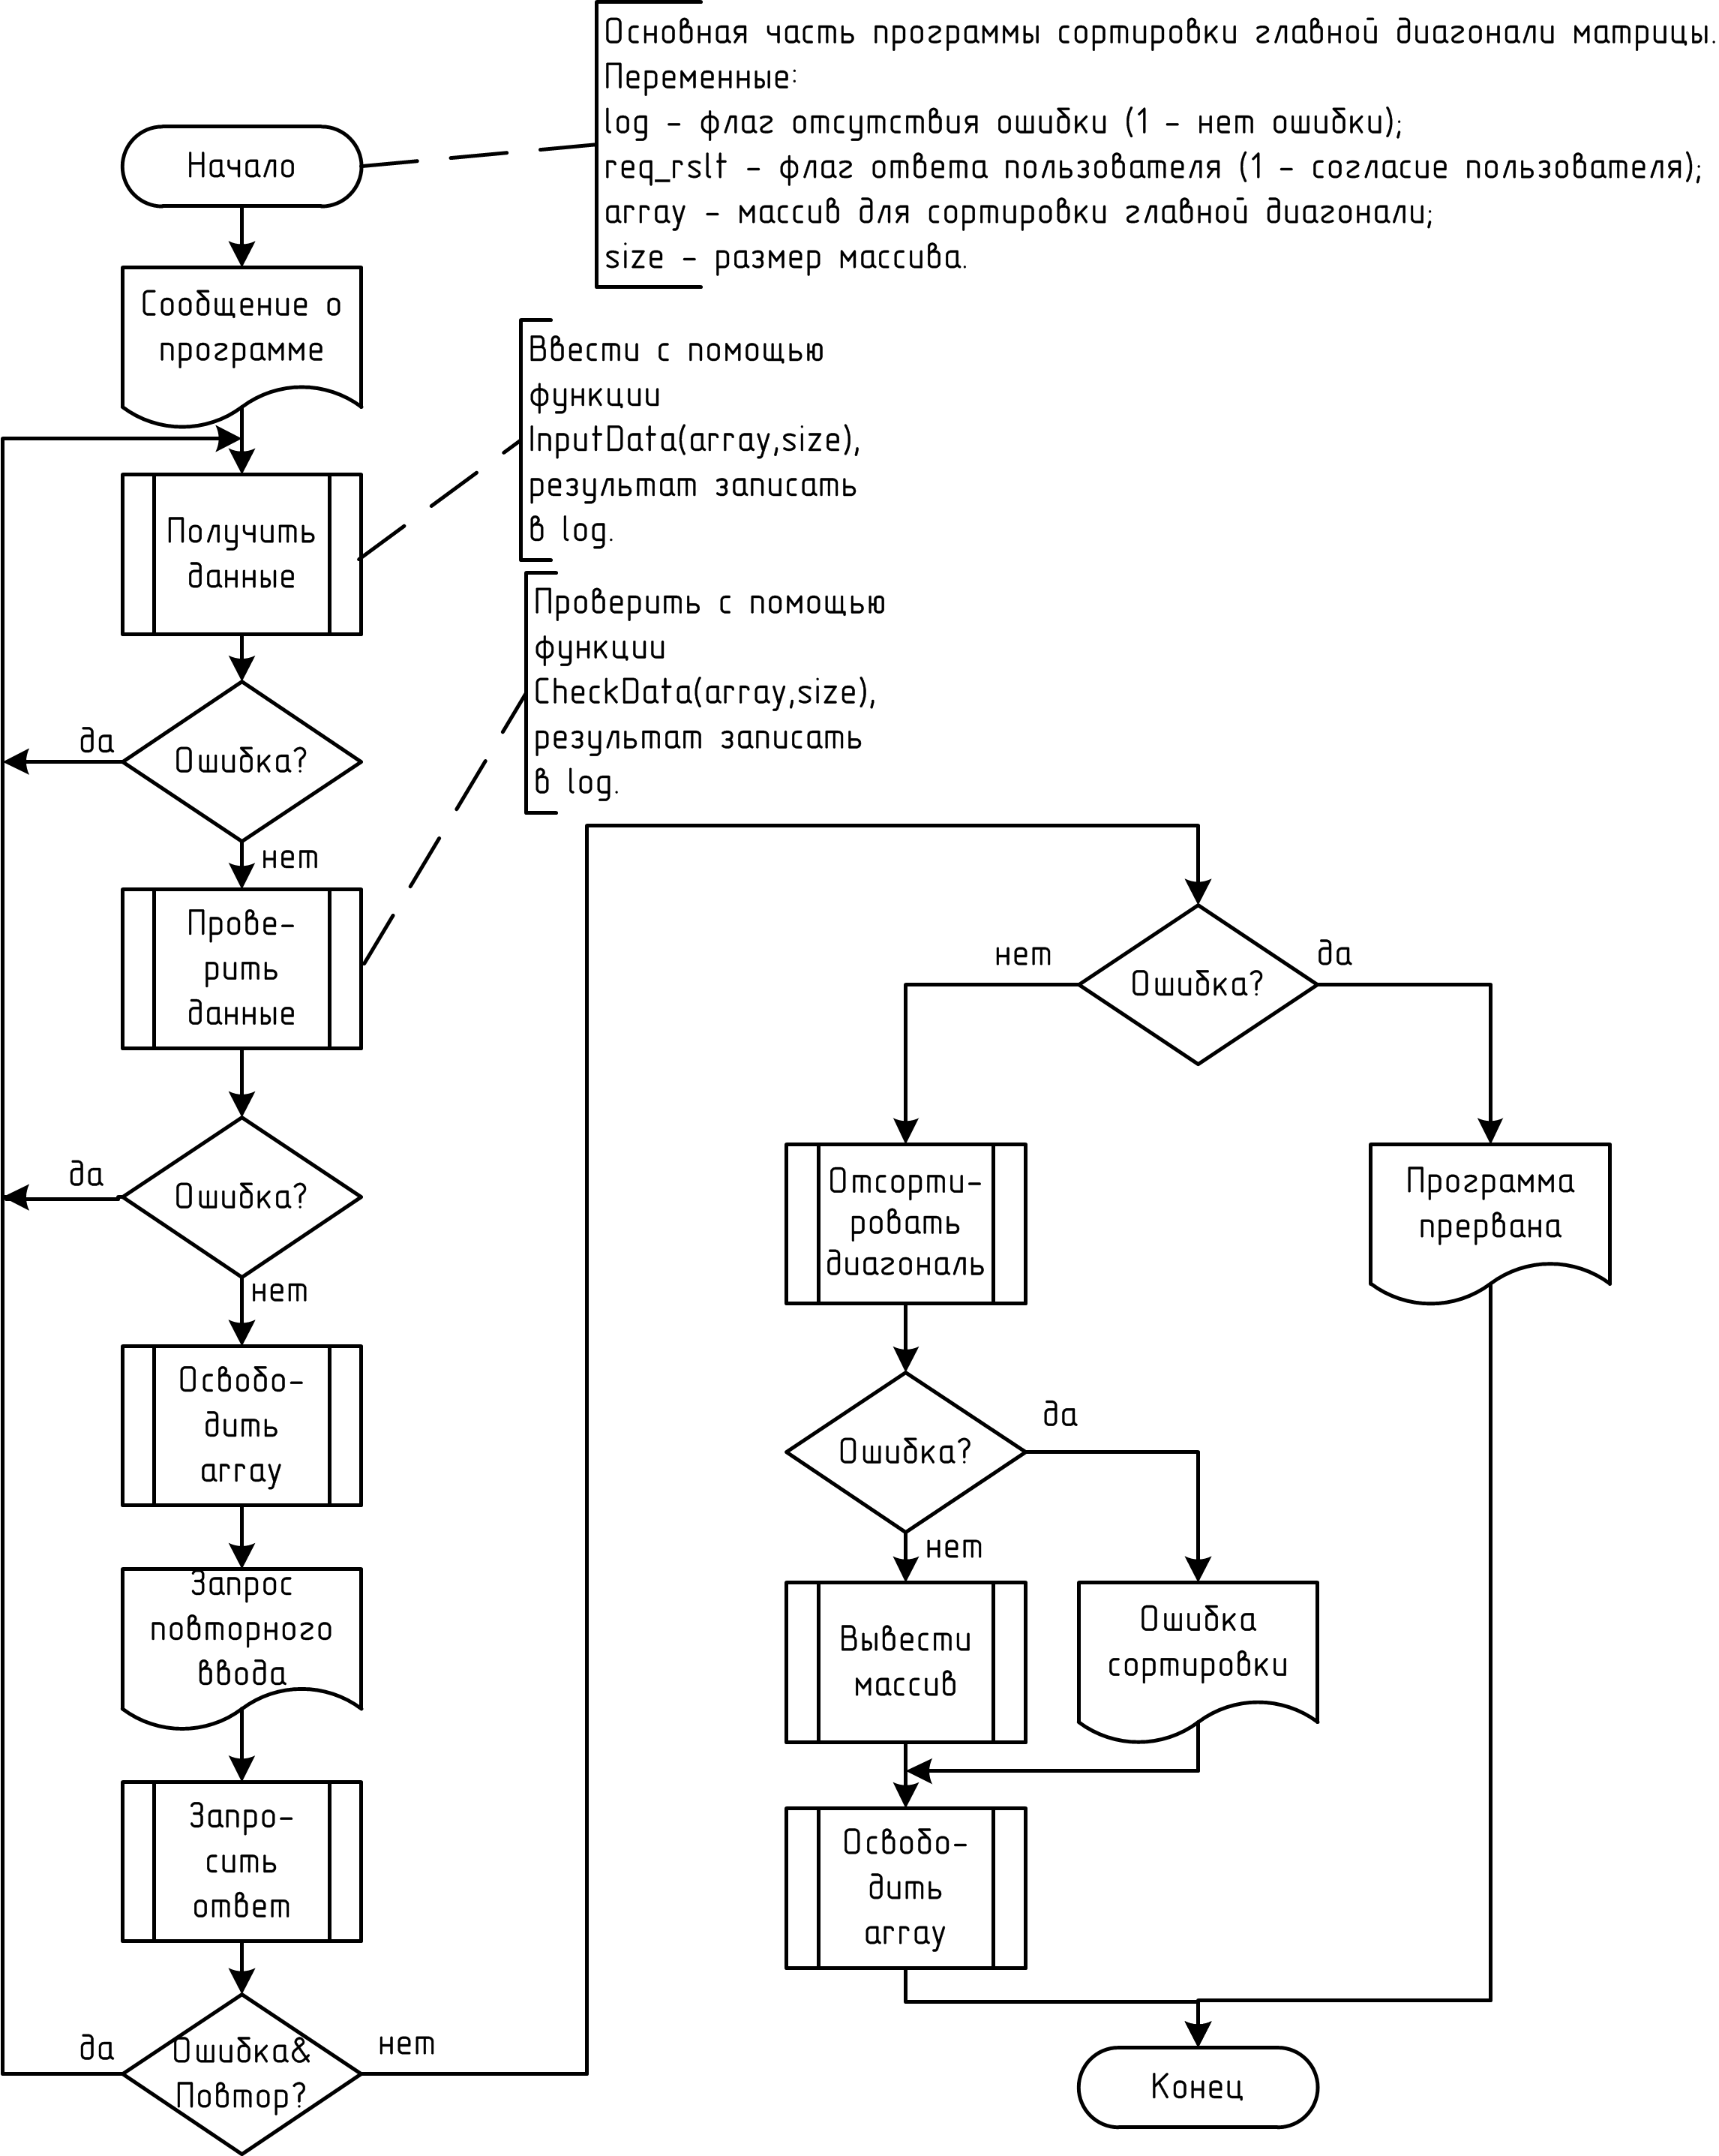 Основная часть программы сортировки главной диагонали матрицы.
Переменные:
log - флаг отсутствия ошибки (1 - нет ошибки);
req_rslt - флаг ответа пользователя (1 - согласие пользователя);
array - массив для сортировки главной диагонали;
size - размер массива.
Начало
Сообщение о
программе
Ввести с помощью
функции
InputData(array,size),
результат записать
в log.
Получить
данные
Проверить с помощью
функции
CheckData(array,size),
результат записать
в log.
да
Ошибка?
нет
Прове-
рить
данные
да
Ошибка?
нет
Освобо-
дить
array
Запрос
повторного
ввода
Запро-
сить
ответ
да
Ошибка&
Повтор?
нет
нет
Ошибка?
да
Отсорти-
ровать
диагональ
Программа
прервана
Ошибка?
да
нет
Вывести
массив
Ошибка
сортировки
Освобо-
дить
array
Конец